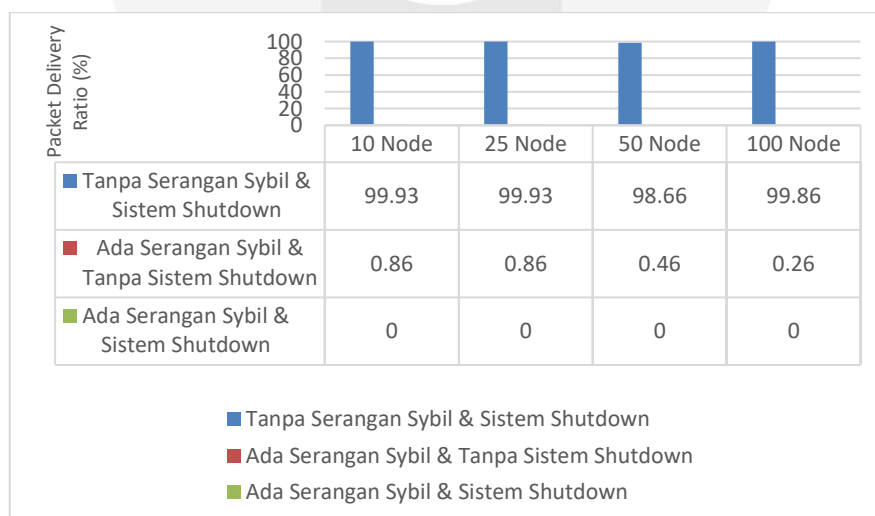 Packet Delivery
Ratio (%)
100
80
60
40
20
0
10 Node 25 Node 50 Node 100 Node
Tanpa Serangan Sybil &
Sistem Shutdown
99.93 99.93 98.66 99.86
Ada Serangan Sybil &
Tanpa Sistem Shutdown
0.86 0.86 0.46 0.26
Ada Serangan Sybil &
Sistem Shutdown
0 0 0 0
Tanpa Serangan Sybil & Sistem Shutdown
Ada Serangan Sybil & Tanpa Sistem Shutdown
Ada Serangan Sybil & Sistem Shutdown